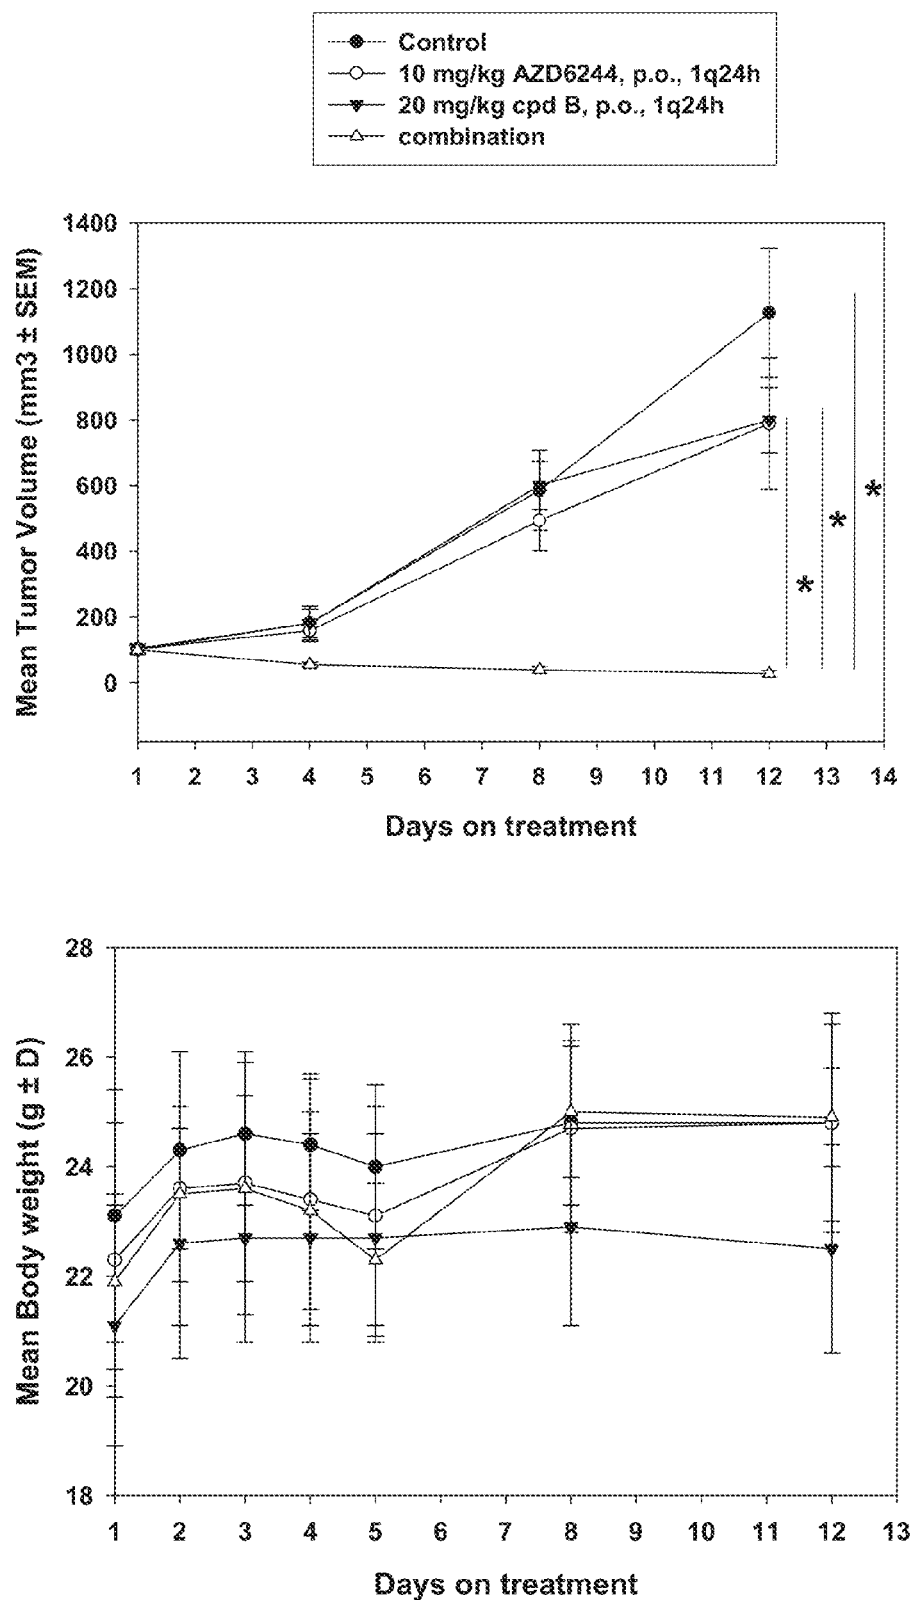 Control
10 mg/kg AZD6244, p.o., 1q24h
20 mg/kg cpd B, p.o., 1q24h
combination
Mean Tumor Volume (mm3 ± SEM)
1400
1200
1000
800
600
400
200
0
*
*
*
1 2 3 4 5 6 7 8 9 10 11 12 13 14
Days on treatment
Mean Body weight (g ± D)
28
26
24
22
20
18
1 2 3 4 5 6 7 8 9 10 11 12 13
Days on treatment